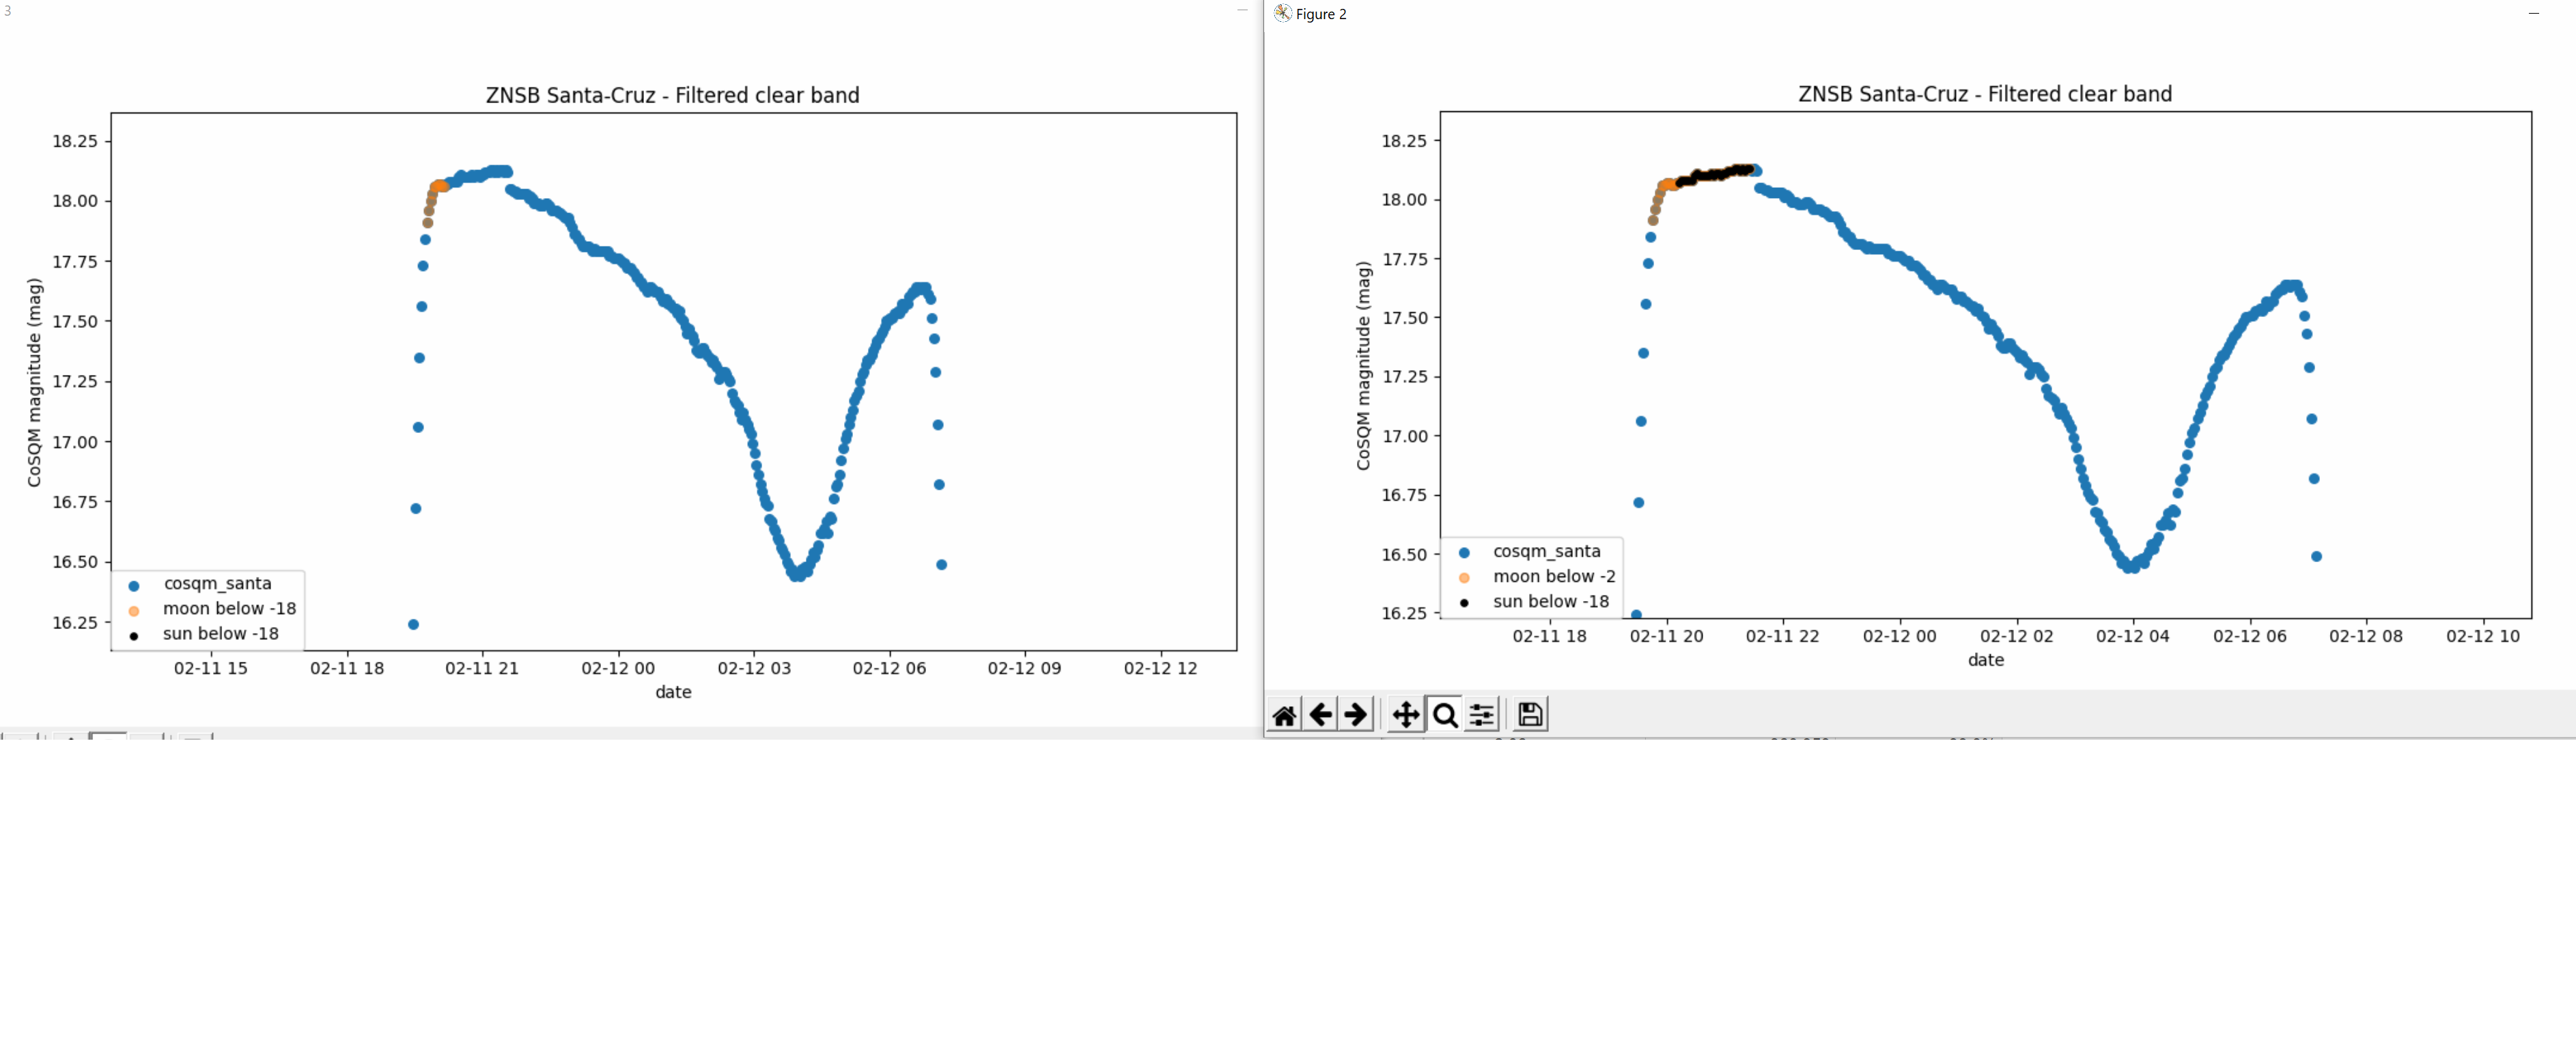 3
ZNSB Santa-Cruz - Filtered clear band
CoSQM magnitude (mag)
18.25
18.00
17.75
17.50
17.25
17.00
16.75
16.50
16.25
cosqm_santa
moon below -18
sun below -18
02-11 15 02-11 18 02-11 21 02-12 00 02-12 03 02-12 06 02-12 09 02-12 12
date
Figure 2
ZNSB Santa-Cruz - Filtered clear band
CoSQM magnitude (mag)
18.25
18.00
17.75
17.50
17.25
17.00
16.75
16.50
16.25
cosqm_santa
moon below -2
sun below -18
02-11 18 02-11 20 02-11 22 02-12 00 02-12 02 02-12 04 02-12 06 02-12 08 02-12 10
date